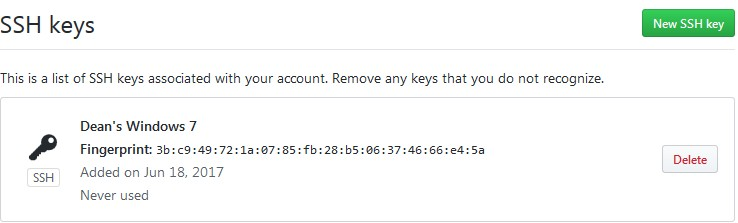 SSH keys
New SSH key
This is a list of SSH keys associated with your account. Remove any keys that you do not recognize.
Dean's Windows 7
Fingerprint: 3b:c9:49:72:1a:07:85:fb:28:b5:06:37:46:66:e4:5a
Delete
SSH
Added on Jun 18, 2017
Never used